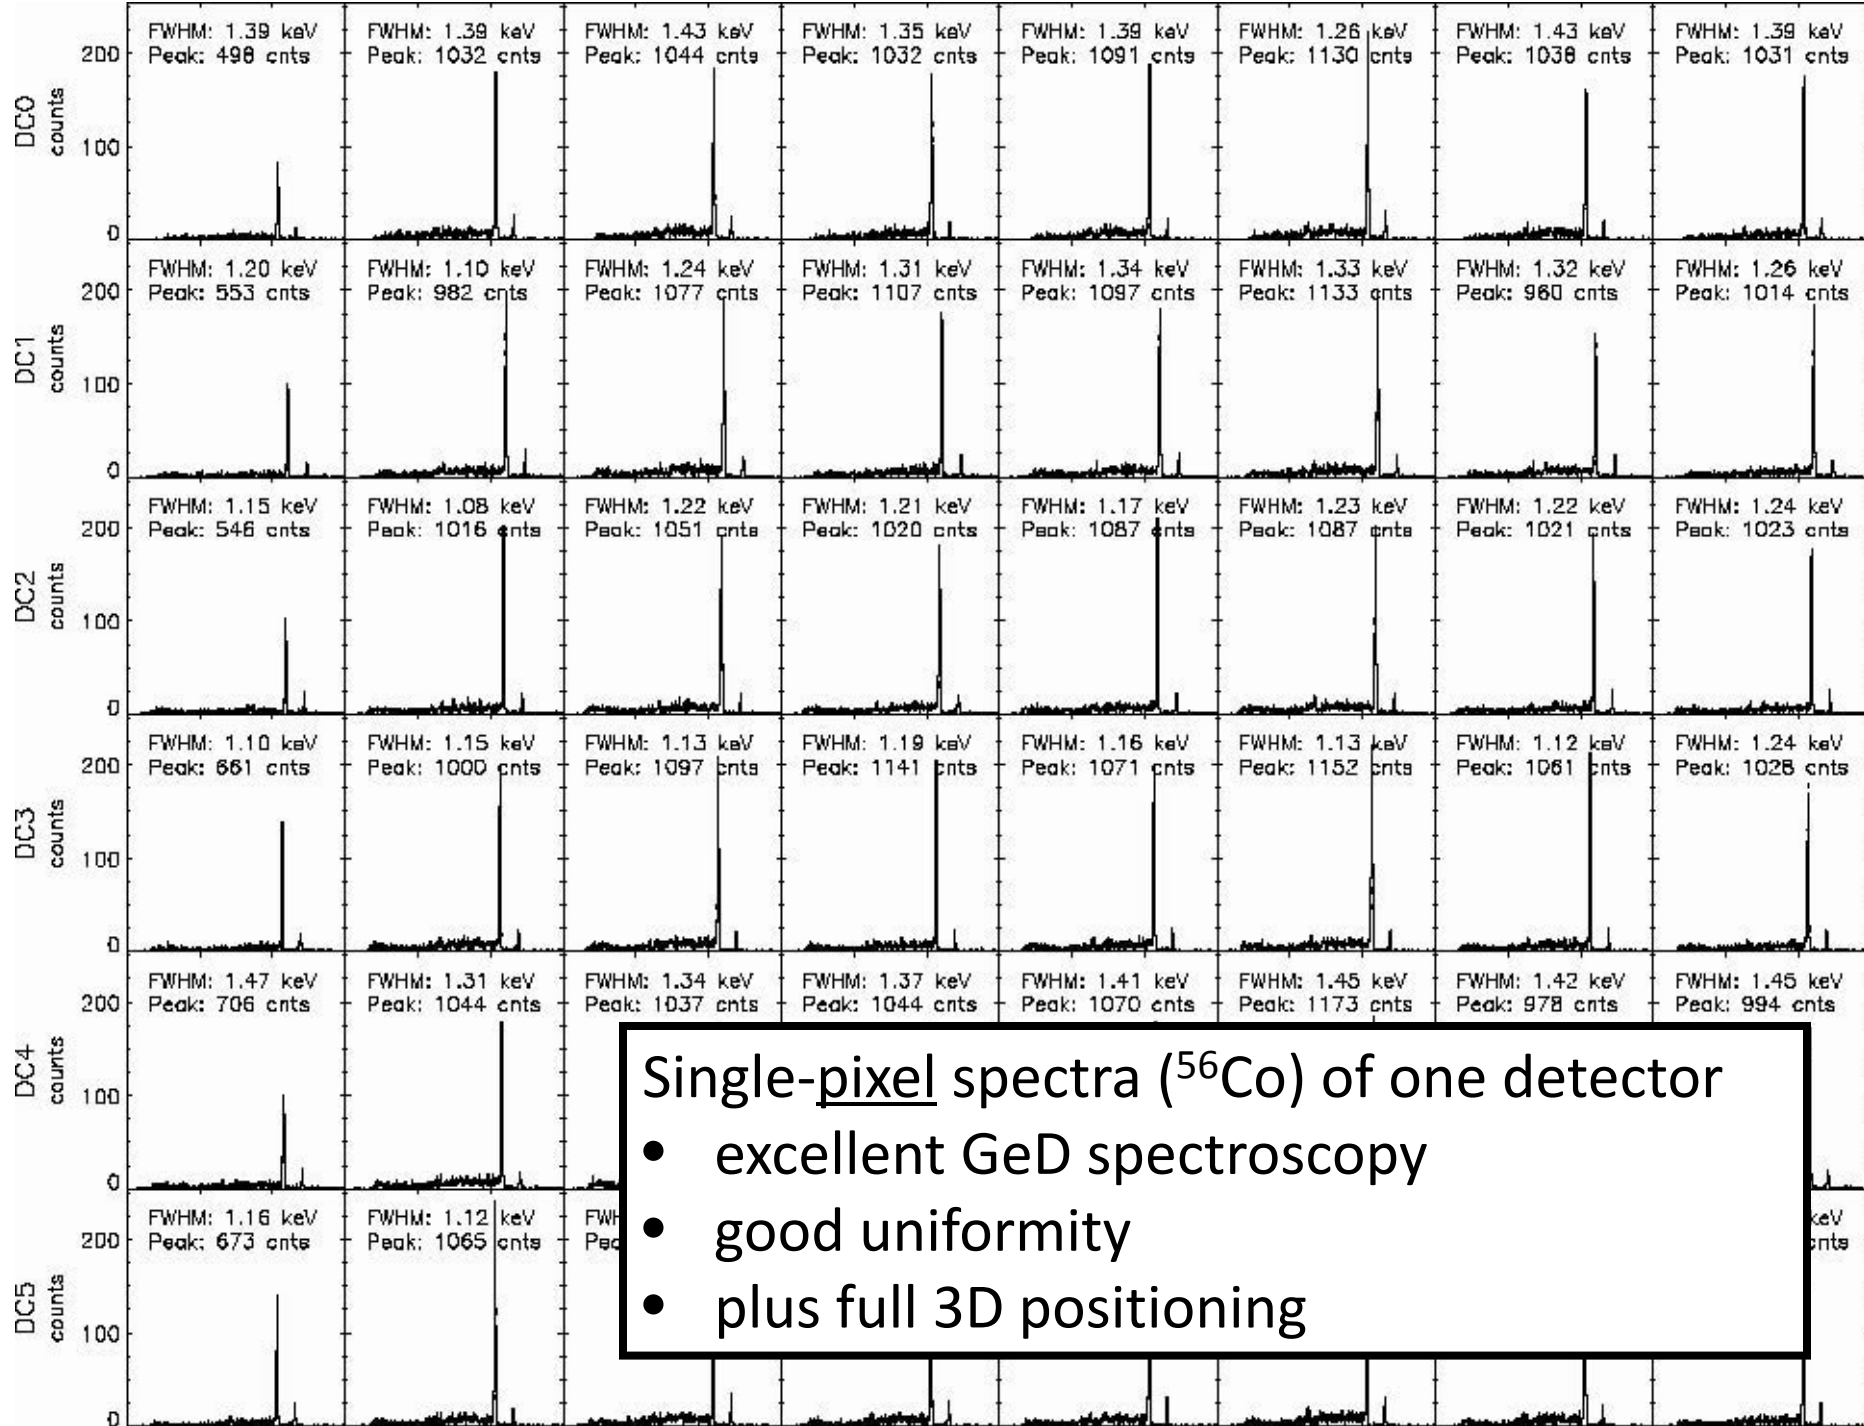 FWHM: 1.39 keV FWHM: 1.39 keV FWHM: 1.43 keV FWHM: 1.35 keV FWHM: 1.39 keV FWHM: 1.26 keV FWHM: 1.43 keV FWHM: 1.39 keV
200 Peak: 498 cnts Peak: 1032 cnts Peak: 1044 cnts Peak: 1032 cnts Peak: 1091 cnts Peak: 1130 cnts Peak: 1038 cnts Peak: 1031 cnts
DC0
counts
100
0
FWHM: 1.20 keV FWHM: 1.10 keV FWHM: 1.24 keV FWHM: 1.31 keV FWHM: 1.34 keV FWHM: 1.33 keV FWHM: 1.32 keV FWHM: 1.26 keV
200 Peak: 553 cnts Peak: 982 cnts Peak: 1077 cnts Peak: 1107 cnts Peak: 1097 cnts Peak: 1133 cnts Peak: 960 cnts Peak: 1014 cnts
DC1
counts
100
0
FWHM: 1.15 keV FWHM: 1.08 keV FWHM: 1.22 keV FWHM: 1.21 keV FWHM: 1.17 keV FWHM: 1.23 keV FWHM: 1.22 keV FWHM: 1.24 keV
200 Peak: 546 cnts Peak: 1016 cnts Peak: 1051 cnts Peak: 1020 cnts Peak: 1087 cnts Peak: 1087 cnts Peak: 1021 cnts Peak: 1023 cnts
DC2
counts
100
0
FWHM: 1.10 keV FWHM: 1.15 keV FWHM: 1.13 keV FWHM: 1.19 keV FWHM: 1.16 keV FWHM: 1.13 keV FWHM: 1.12 keV FWHM: 1.24 keV
200 Peak: 661 cnts Peak: 1000 cnts Peak: 1097 cnts Peak: 1141 cnts Peak: 1071 cnts Peak: 1152 cnts Peak: 1061 cnts Peak: 1028 cnts
DC3
counts
100
0
FWHM: 1.47 keV FWHM: 1.31 keV FWHM: 1.34 keV FWHM: 1.37 keV FWHM: 1.41 keV FWHM: 1.45 keV FWHM: 1.42 keV FWHM: 1.45 keV
200 Peak: 706 cnts Peak: 1044 cnts Peak: 1037 cnts Peak: 1044 cnts Peak: 1070 cnts Peak: 1173 cnts Peak: 978 cnts Peak: 994 cnts
DC4
counts
100
0
Single-pixel spectra (⁵⁶Co) of one detector
• excellent GeD spectroscopy
• good uniformity
• plus full 3D positioning
FWHM: 1.16 keV FWHM: 1.12 keV keV
200 Peak: 673 cnts Peak: 1065 cnts cnts
DC5
counts
100
0